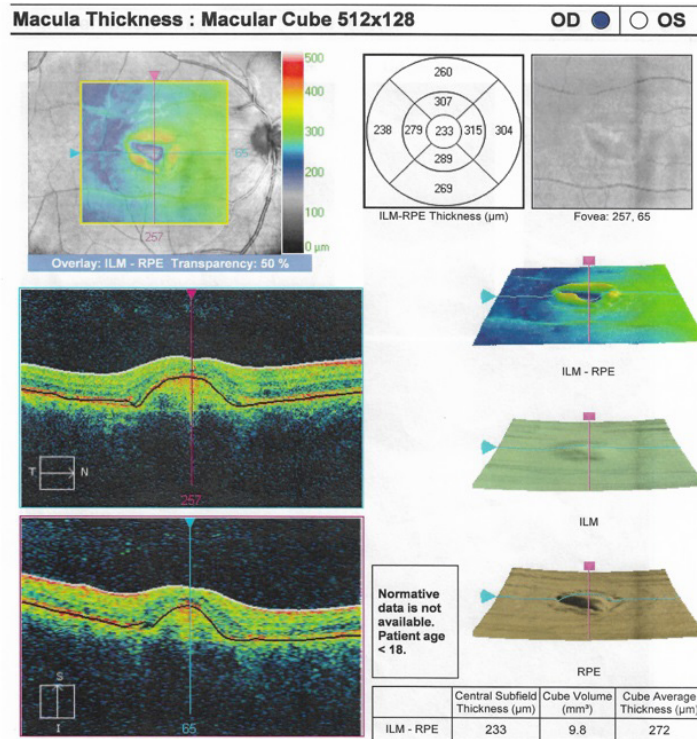 Macula Thickness : Macular Cube 512x128
OD OS
500
400
300
200
100
0 µm
65
257
Overlay: ILM - RPE Transparency: 50 %
260
307
238 279 233 315 304
289
269
ILM-RPE Thickness (µm)
Fovea: 257, 65
T N
257
ILM - RPE
ILM
S
I
65
Normative
data is not
available.
Patient age
< 18.
RPE
Central Subfield
Thickness (µm)
Cube Volume
(mm³)
Cube Average
Thickness (µm)
ILM - RPE 233 9.8 272